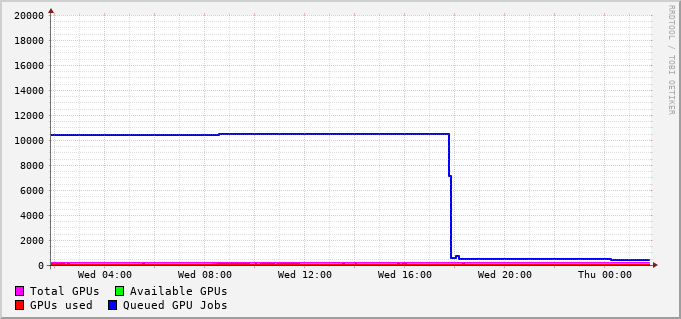 RRDTOOL / TOBI OETIKER
20000
18000
16000
14000
12000
10000
8000
6000
4000
2000
0
Wed 04:00 Wed 08:00 Wed 12:00 Wed 16:00 Wed 20:00 Thu 00:00
Total GPUs Available GPUs
GPUs used Queued GPU Jobs